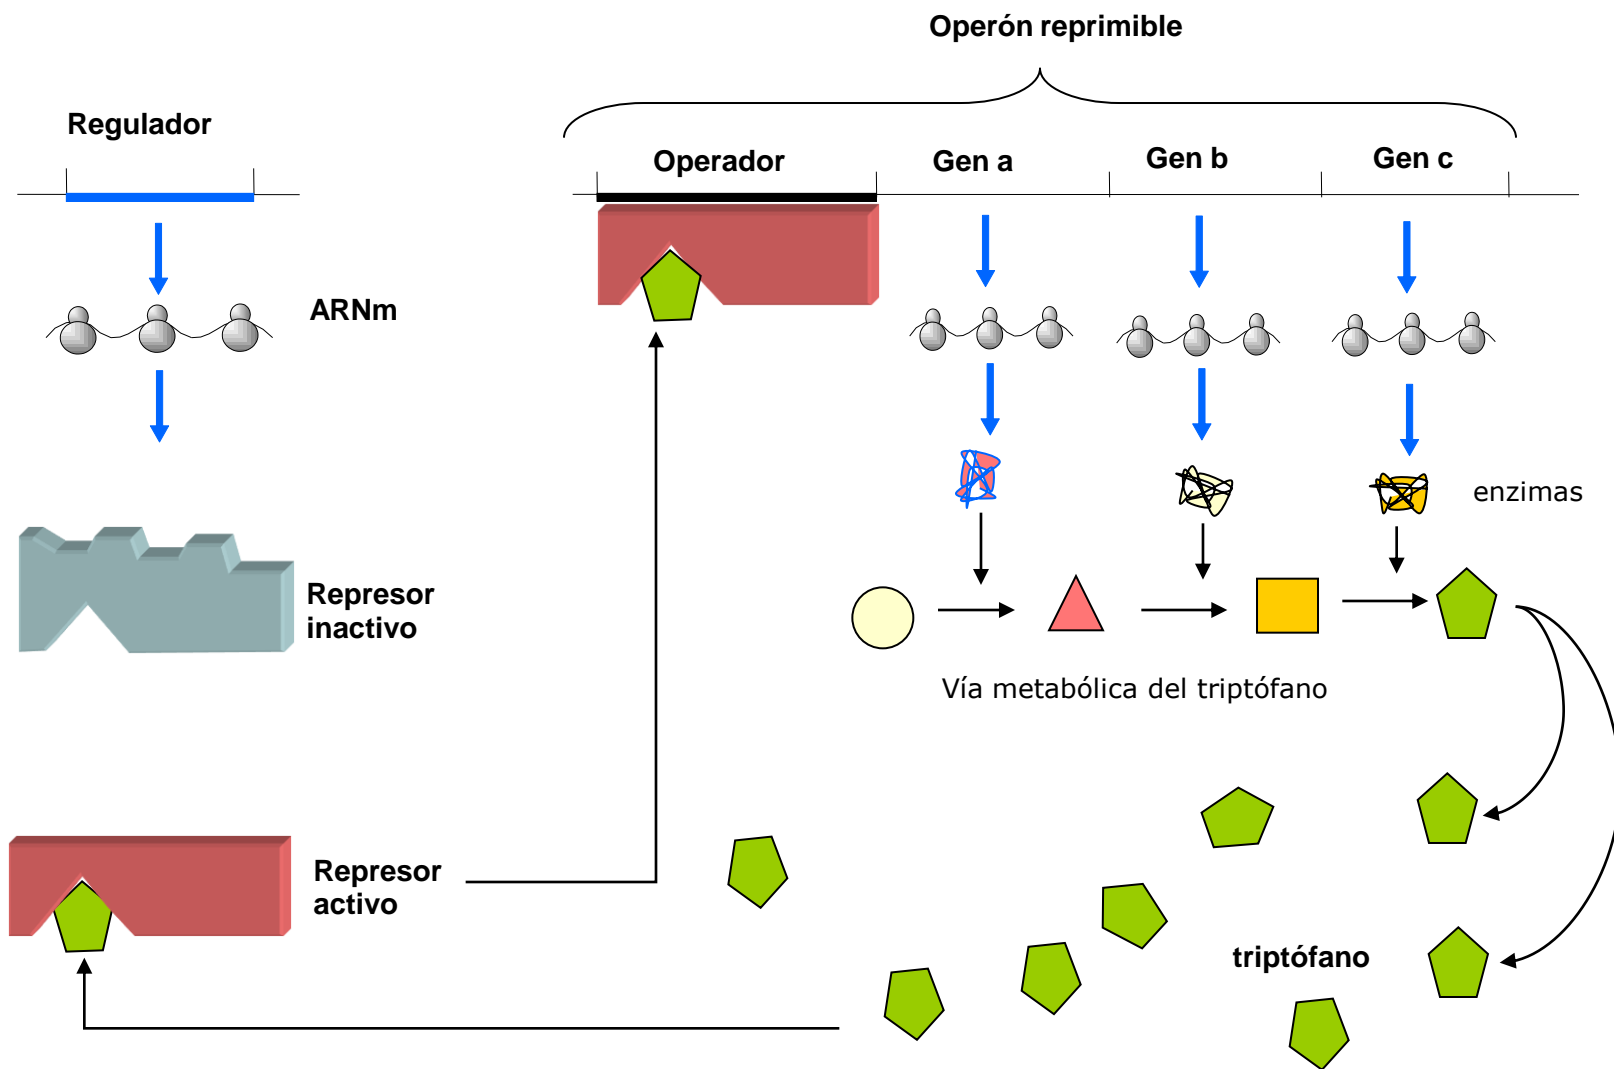 Operón reprimible
Regulador
Operador
Gen a
Gen b
Gen c
ARNm
enzimas
Represor
inactivo
Vía metabólica del triptófano
Represor
activo
triptófano